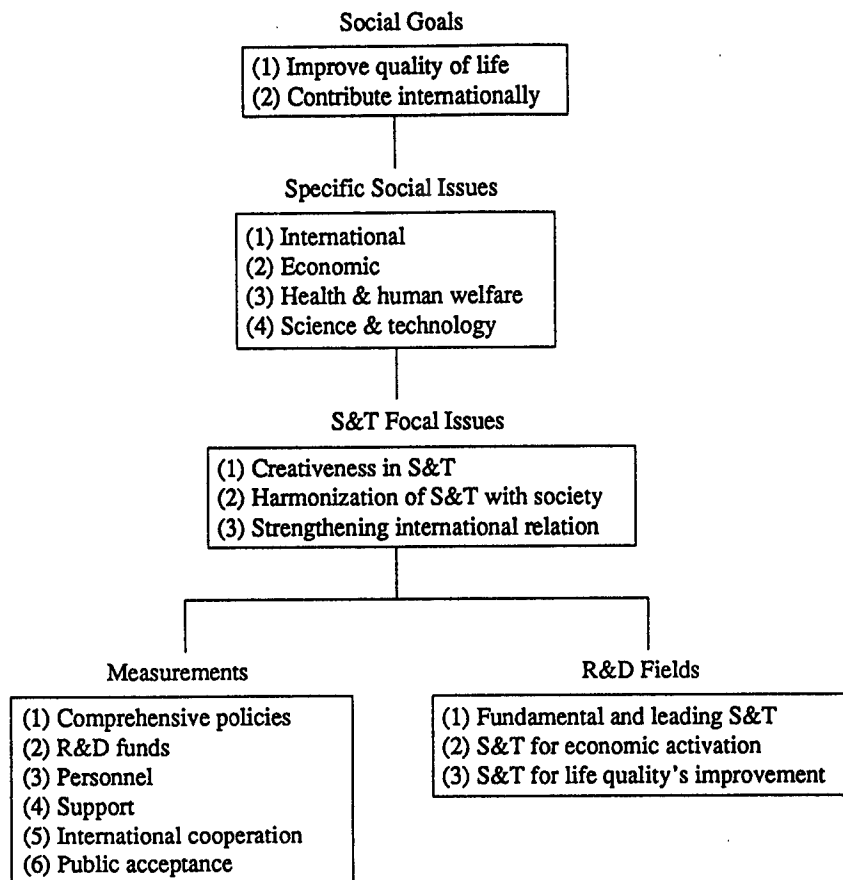 Social Goals
(1) Improve quality of life
(2) Contribute internationally
Specific Social Issues
(1) International
(2) Economic
(3) Health & human welfare
(4) Science & technology
S&T Focal Issues
(1) Creativeness in S&T
(2) Harmonization of S&T with society
(3) Strengthening international relation
Measurements
(1) Comprehensive policies
(2) R&D funds
(3) Personnel
(4) Support
(5) International cooperation
(6) Public acceptance
R&D Fields
(1) Fundamental and leading S&T
(2) S&T for economic activation
(3) S&T for life quality's improvement